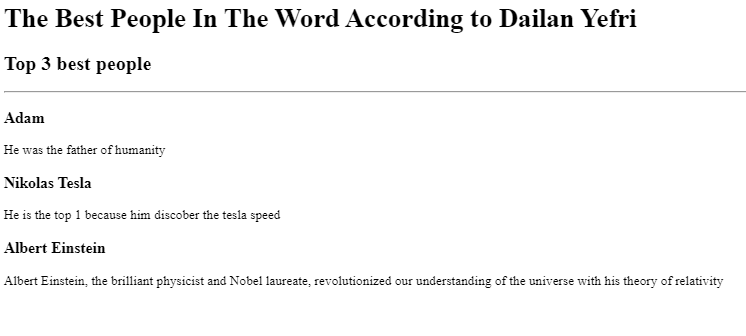 The Best People In The Word According to Dailan Yefri
Top 3 best people
Adam
He was the father of humanity
Nikolas Tesla
He is the top 1 because him discober the tesla speed
Albert Einstein
Albert Einstein, the brilliant physicist and Nobel laureate, revolutionized our understanding of the universe with his theory of relativity